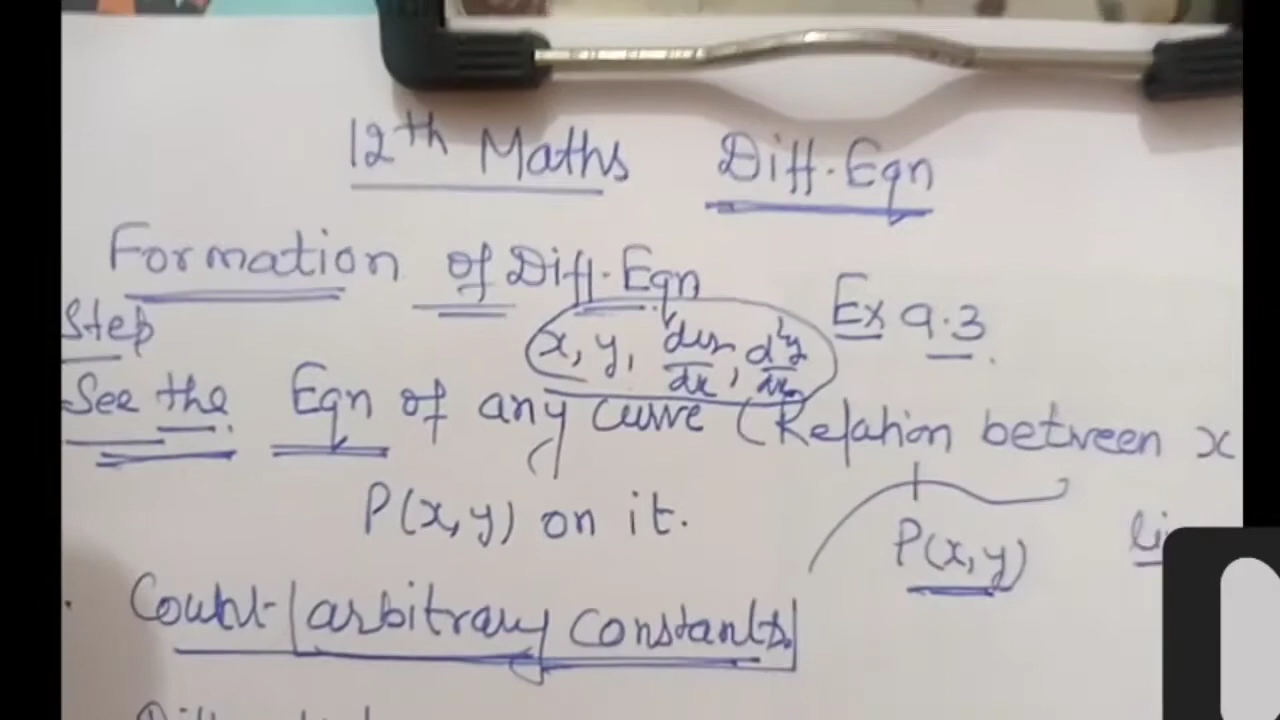 12th Maths Diff. Eqn
Formation of Diff. Eqn Ex 9.3
Step
x, y, dy/dx, d²y/dx²
See the Eqn of any curve (Relation between x
P(x,y) on it.
P(x,y)
Count arbitrary constants.